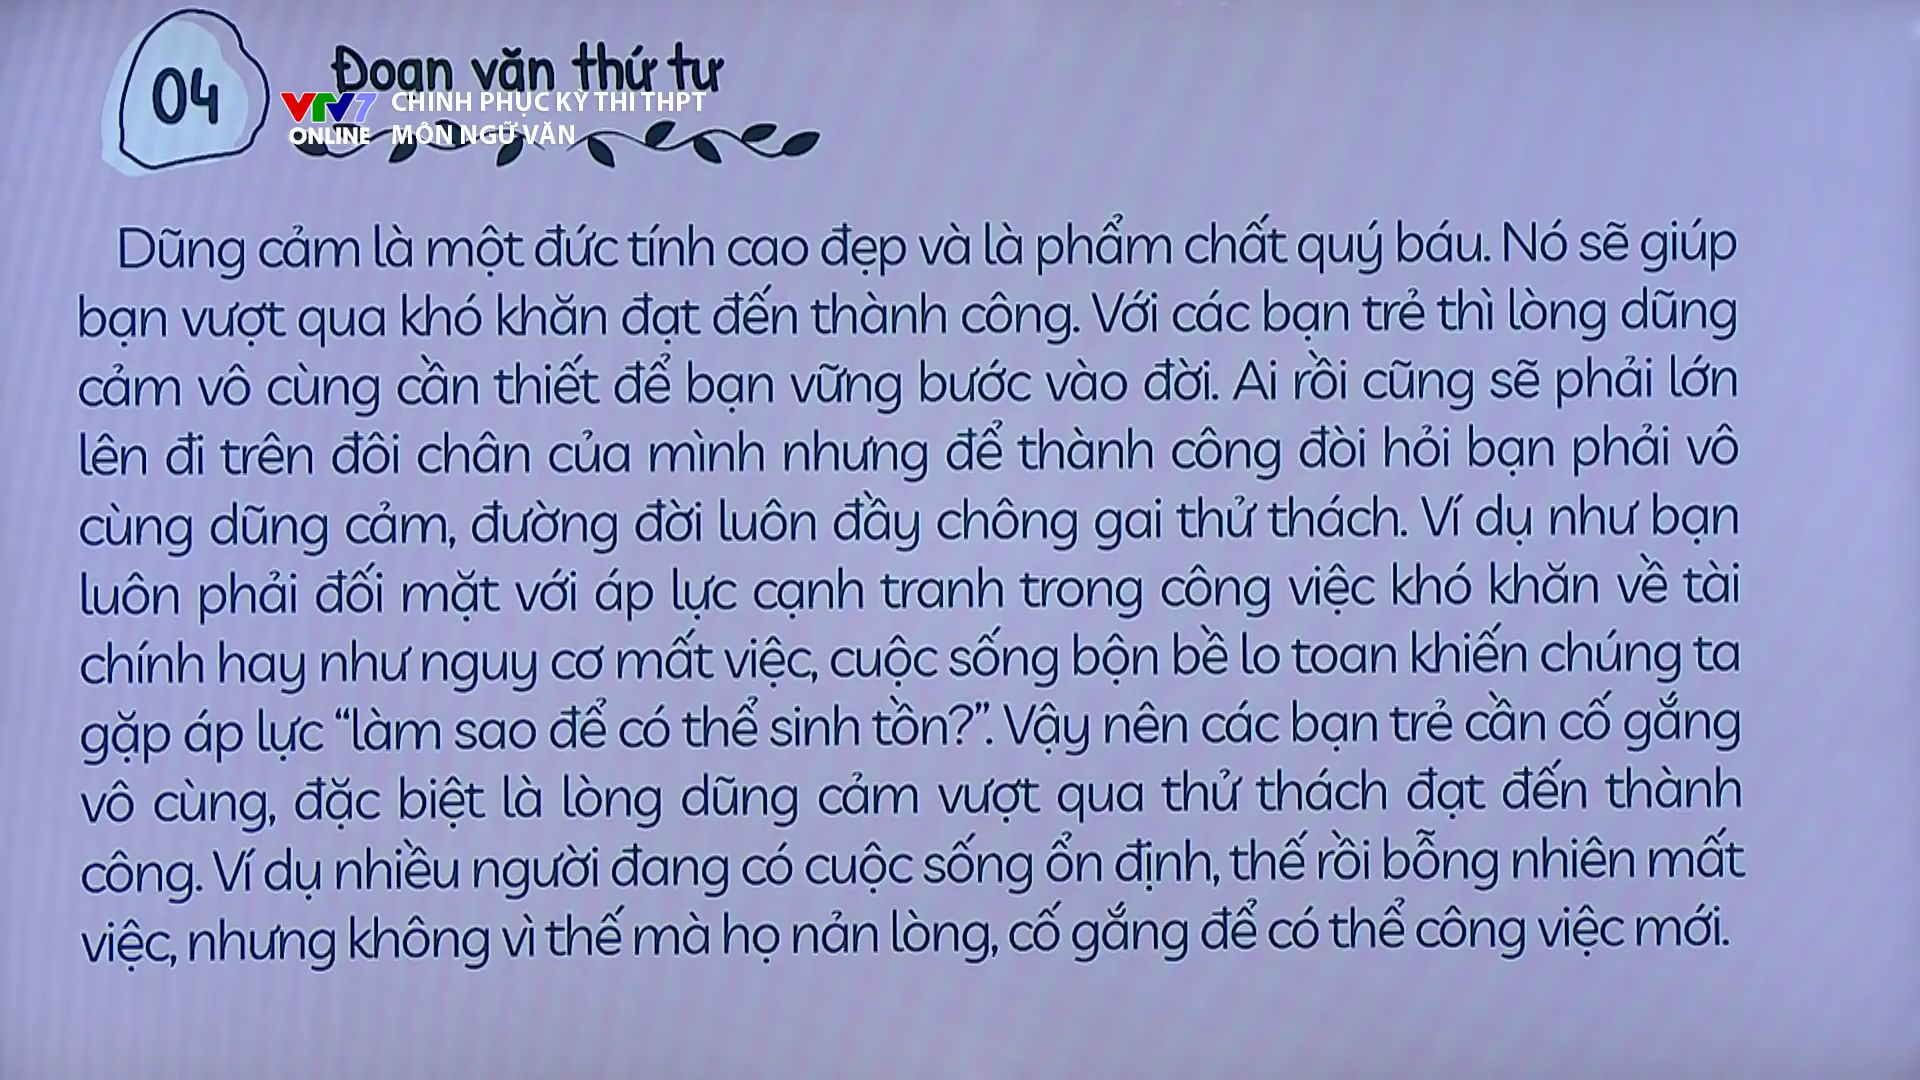 04
Đoạn văn thứ tư
VTV7 CHINH PHỤC KỲ THI THPT
ONLINE MÔN NGỮ VĂN
Dũng cảm là một đức tính cao đẹp và là phẩm chất quý báu. Nó sẽ giúp
bạn vượt qua khó khăn đạt đến thành công. Với các bạn trẻ thì lòng dũng
cảm vô cùng cần thiết để bạn vững bước vào đời. Ai rồi cũng sẽ phải lớn
lên đi trên đôi chân của mình nhưng để thành công đòi hỏi bạn phải vô
cùng dũng cảm, đường đời luôn đầy chông gai thử thách. Ví dụ như bạn
luôn phải đối mặt với áp lực cạnh tranh trong công việc khó khăn về tài
chính hay như nguy cơ mất việc, cuộc sống bộn bề lo toan khiến chúng ta
gặp áp lực “làm sao để có thể sinh tồn?”. Vậy nên các bạn trẻ cần cố gắng
vô cùng, đặc biệt là lòng dũng cảm vượt qua thử thách đạt đến thành
công. Ví dụ nhiều người đang có cuộc sống ổn định, thế rồi bỗng nhiên mất
việc, nhưng không vì thế mà họ nản lòng, cố gắng để có thể công việc mới.